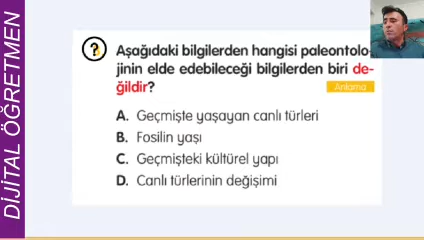 DİJİTAL ÖĞRETMEN
Aşağıdaki bilgilerden hangisi paleontolo-
jinin elde edebileceği bilgilerden biri de-
ğildir?
Anlama
A. Geçmişte yaşayan canlı türleri
B. Fosilin yaşı
C. Geçmişteki kültürel yapı
D. Canlı türlerinin değişimi